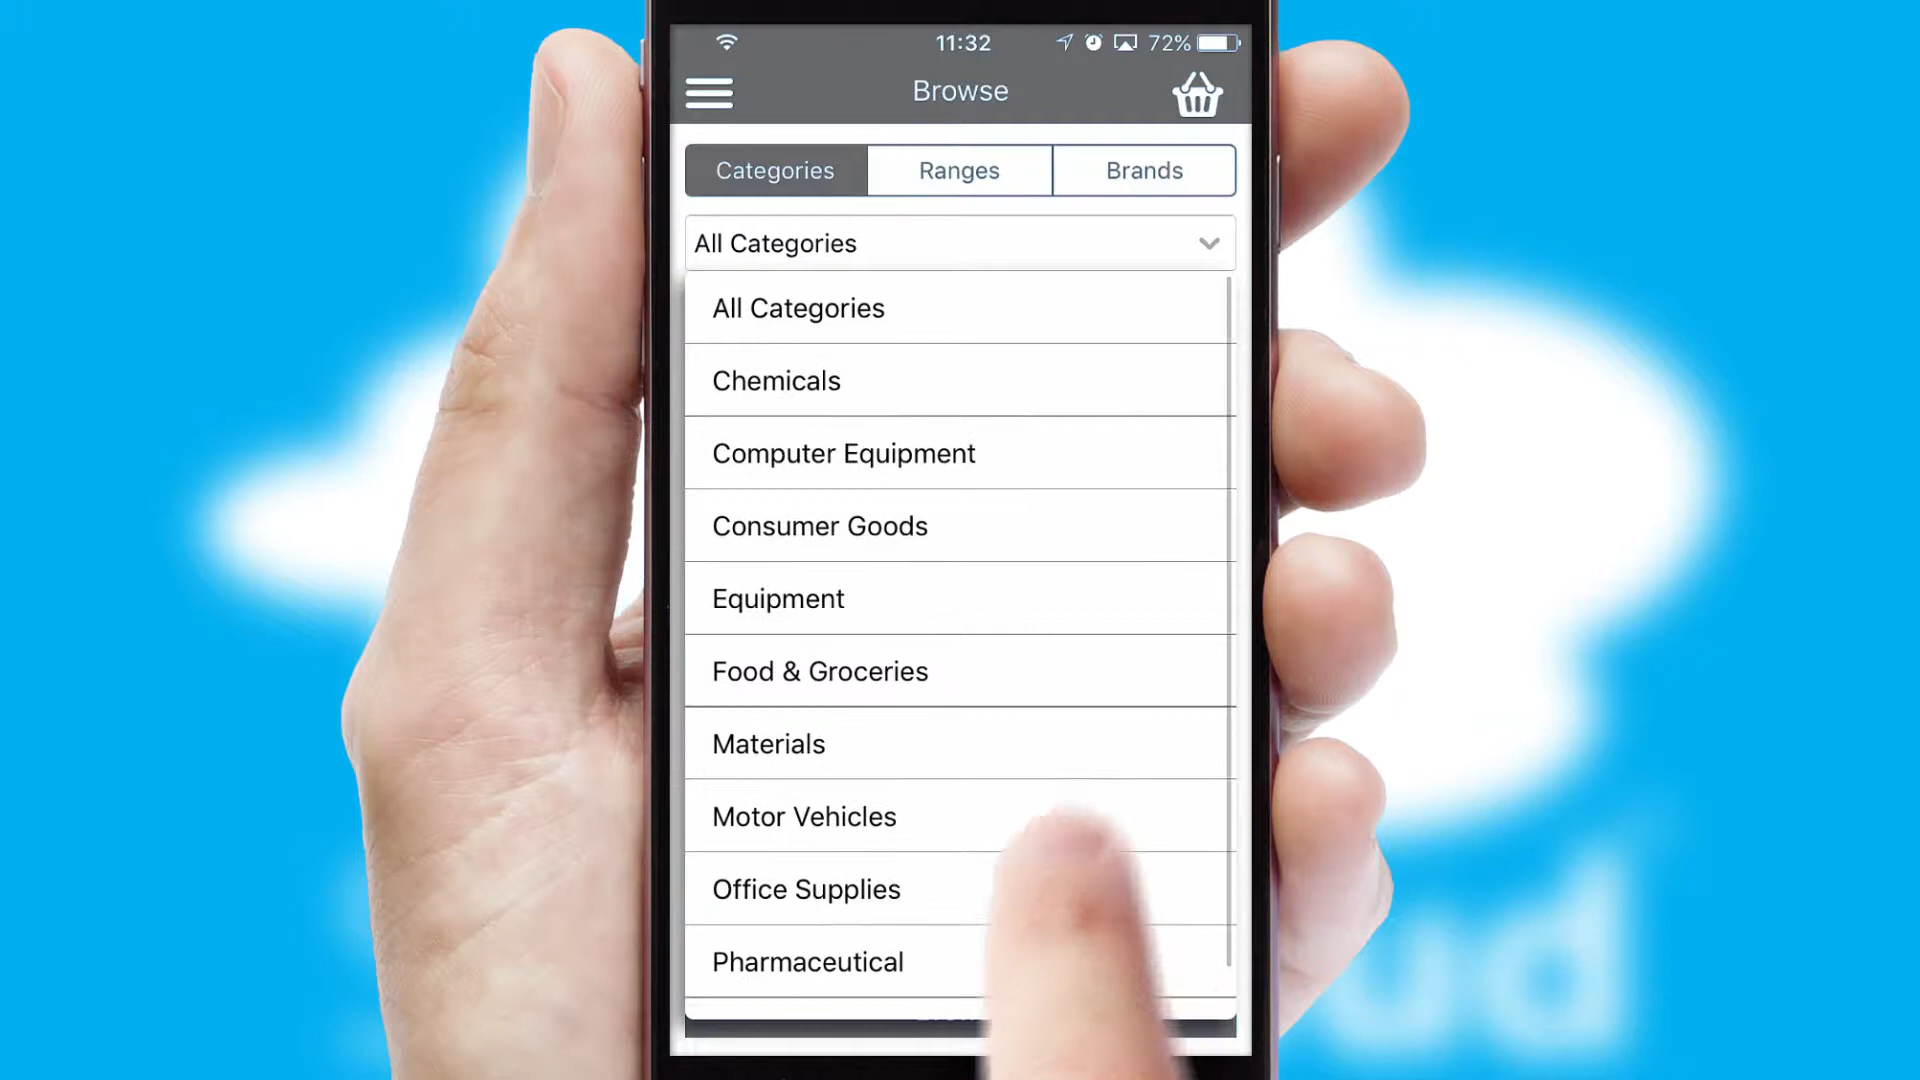 11:32 72%
Browse
Categories Ranges Brands
All Categories
All Categories
Chemicals
Computer Equipment
Consumer Goods
Equipment
Food & Groceries
Materials
Motor Vehicles
Office Supplies
Pharmaceutical
ud